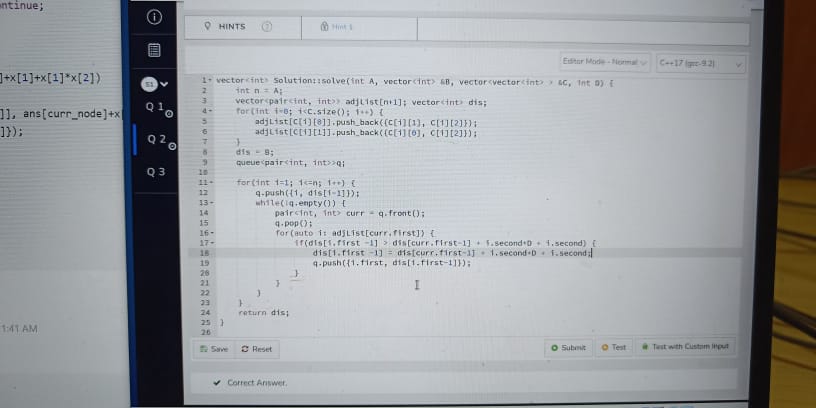 ntinue;
]+x[1]+x[1]*x[2])
]], ans[curr_node]+x
]});
1:41 AM
51
Q 1
Q 2
Q 3
HINTS
Hint 1
Editor Mode - Normal
C++17 (gcc-9.2)
1 vector<int> Solution::solve(int A, vector<int> &B, vector<vector<int> > &C, int D) {
2 int n = A;
3 vector<pair<int, int>> adjList[n+1]; vector<int> dis;
4 for(int i=0; i<C.size(); i++) {
5 adjList[C[i][0]].push_back({C[i][1], C[i][2]});
6 adjList[C[i][1]].push_back({C[i][0], C[i][2]});
7 }
8 dis = B;
9 queue<pair<int, int>>q;
10
11 for(int i=1; i<=n; i++) {
12 q.push({i, dis[i-1]});
13 while(!q.empty()) {
14 pair<int, int> curr = q.front();
15 q.pop();
16 for(auto i: adjList[curr.first]) {
17 if(dis[i.first -1] > dis[curr.first-1] + i.second*D + i.second) {
18 dis[i.first -1] = dis[curr.first-1] + i.second*D + i.second;
19 q.push({i.first, dis[i.first-1]});
20 }
21 }
22 }
23 }
24 return dis;
25 }
26
Save
Reset
Submit
Test
Test with Custom Input
Correct Answer.